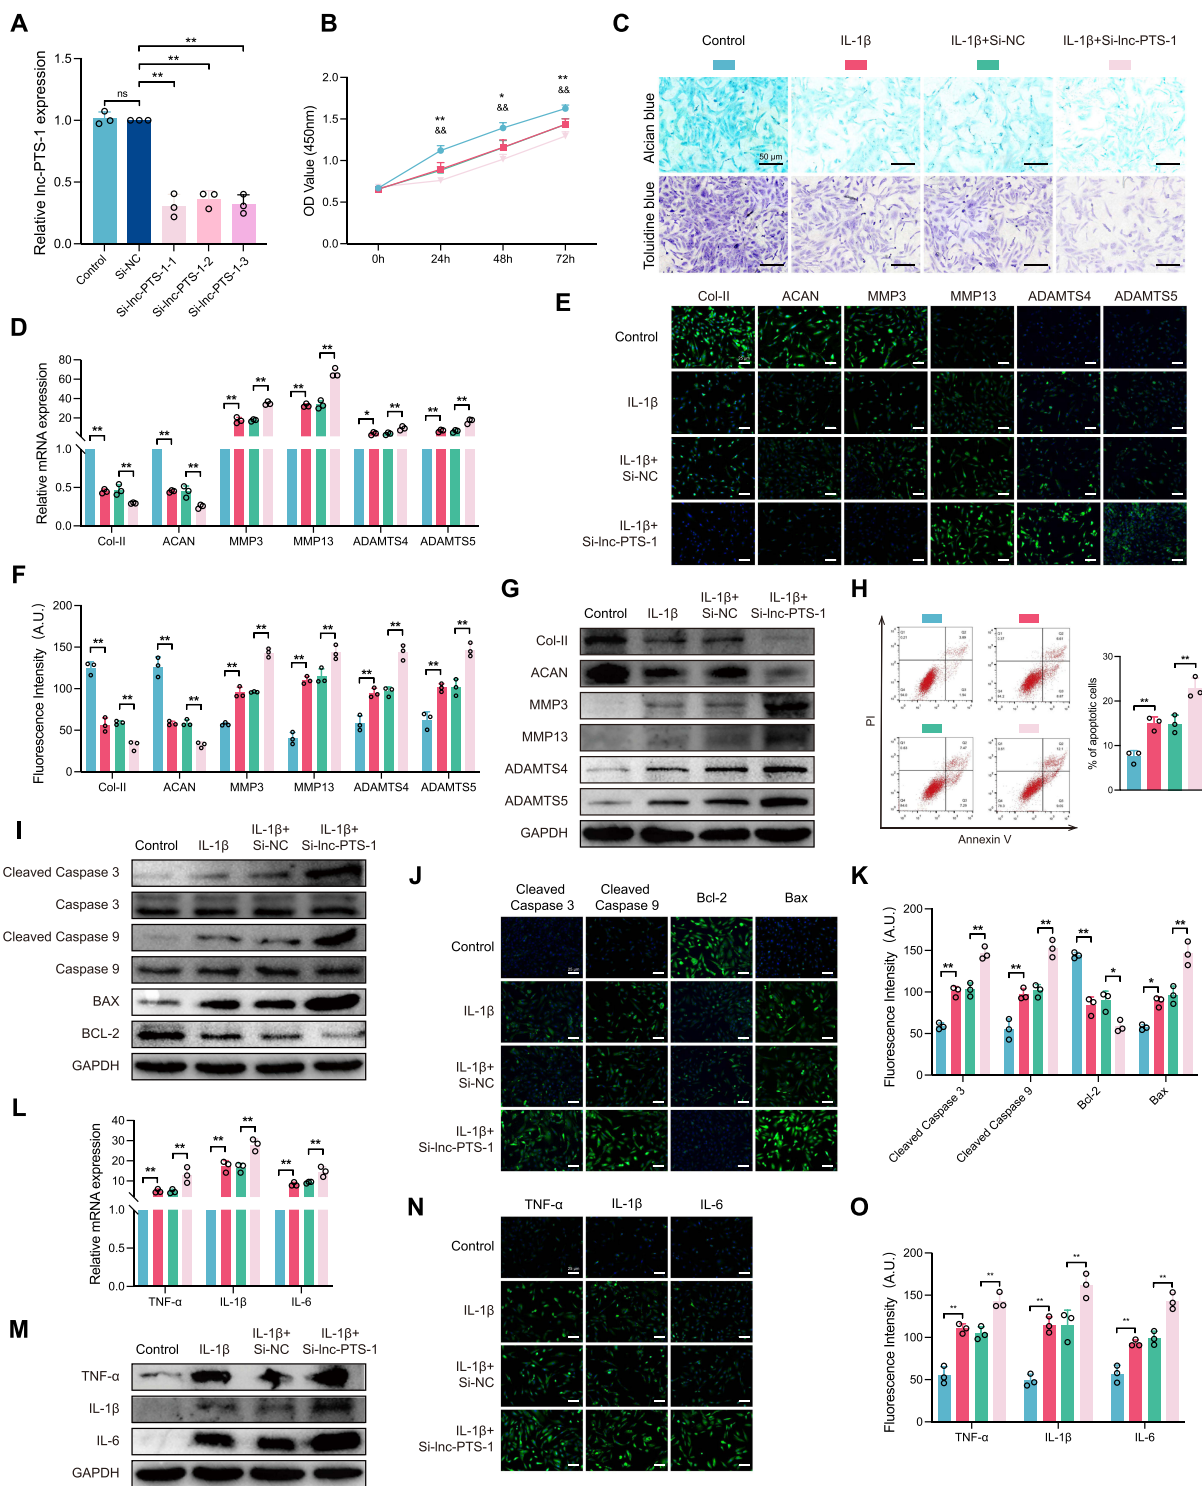 A
Relative lnc-PTS-1 expression
1.5
1.0
0.5
0.0
ns
**
**
**
Control
Si-NC
Si-lnc-PTS-1-1
Si-lnc-PTS-1-2
Si-lnc-PTS-1-3
B
OD Value (450nm)
2.0
1.5
1.0
0.5
0.0
**
&&
*
&&
**
&&
0h
24h
48h
72h
C
Control
IL-1β
IL-1β+Si-NC
IL-1β+Si-lnc-PTS-1
Alcian blue
50 μm
Toluidine blue
D
Relative mRNA expression
80
60
40
20
1.0
0.5
0.0
**
**
**
**
**
**
**
**
*
**
**
**
Col-II
ACAN
MMP3
MMP13
ADAMTS4
ADAMTS5
E
Col-II
ACAN
MMP3
MMP13
ADAMTS4
ADAMTS5
Control
IL-1β
IL-1β+
Si-NC
IL-1β+
Si-lnc-PTS-1
F
Fluorescence Intensity (A.U.)
200
150
100
50
0
**
**
**
**
**
**
**
**
**
**
**
**
Col-II
ACAN
MMP3
MMP13
ADAMTS4
ADAMTS5
G
Control
IL-1β
IL-1β+
Si-NC
IL-1β+
Si-lnc-PTS-1
Col-II
ACAN
MMP3
MMP13
ADAMTS4
ADAMTS5
GAPDH
H
PI
Annexin V
% of apoptotic cells
30
20
10
0
**
**
I
Control
IL-1β
IL-1β+
Si-NC
IL-1β+
Si-lnc-PTS-1
Cleaved Caspase 3
Caspase 3
Cleaved Caspase 9
Caspase 9
BAX
BCL-2
GAPDH
J
Cleaved
Caspase 3
Cleaved
Caspase 9
Bcl-2
Bax
Control
IL-1β
IL-1β+
Si-NC
IL-1β+
Si-lnc-PTS-1
K
Fluorescence Intensity (A.U.)
200
150
100
50
0
**
**
**
**
**
*
*
**
Cleaved Caspase 3
Cleaved Caspase 9
Bcl-2
Bax
L
Relative mRNA expression
40
30
20
10
1.0
0.5
0.0
**
**
**
**
**
**
TNF-α
IL-1β
IL-6
M
Control
IL-1β
IL-1β+
Si-NC
IL-1β+
Si-lnc-PTS-1
TNF-α
IL-1β
IL-6
GAPDH
N
TNF-α
IL-1β
IL-6
Control
IL-1β
IL-1β+
Si-NC
IL-1β+
Si-lnc-PTS-1
O
Fluorescence Intensity (A.U.)
200
150
100
50
0
**
**
**
**
**
**
TNF-α
IL-1β
IL-6